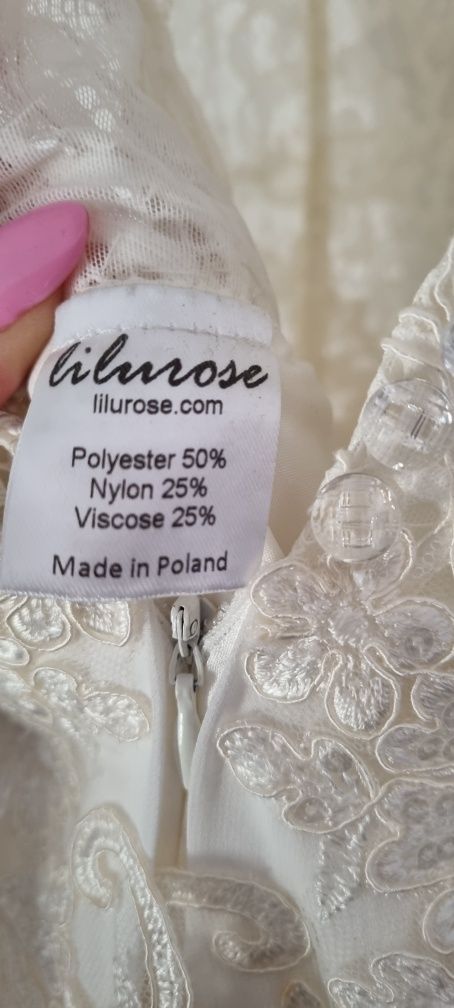 lilurose
lilurose.com
Polyester 50%
Nylon 25%
Viscose 25%
Made in Poland